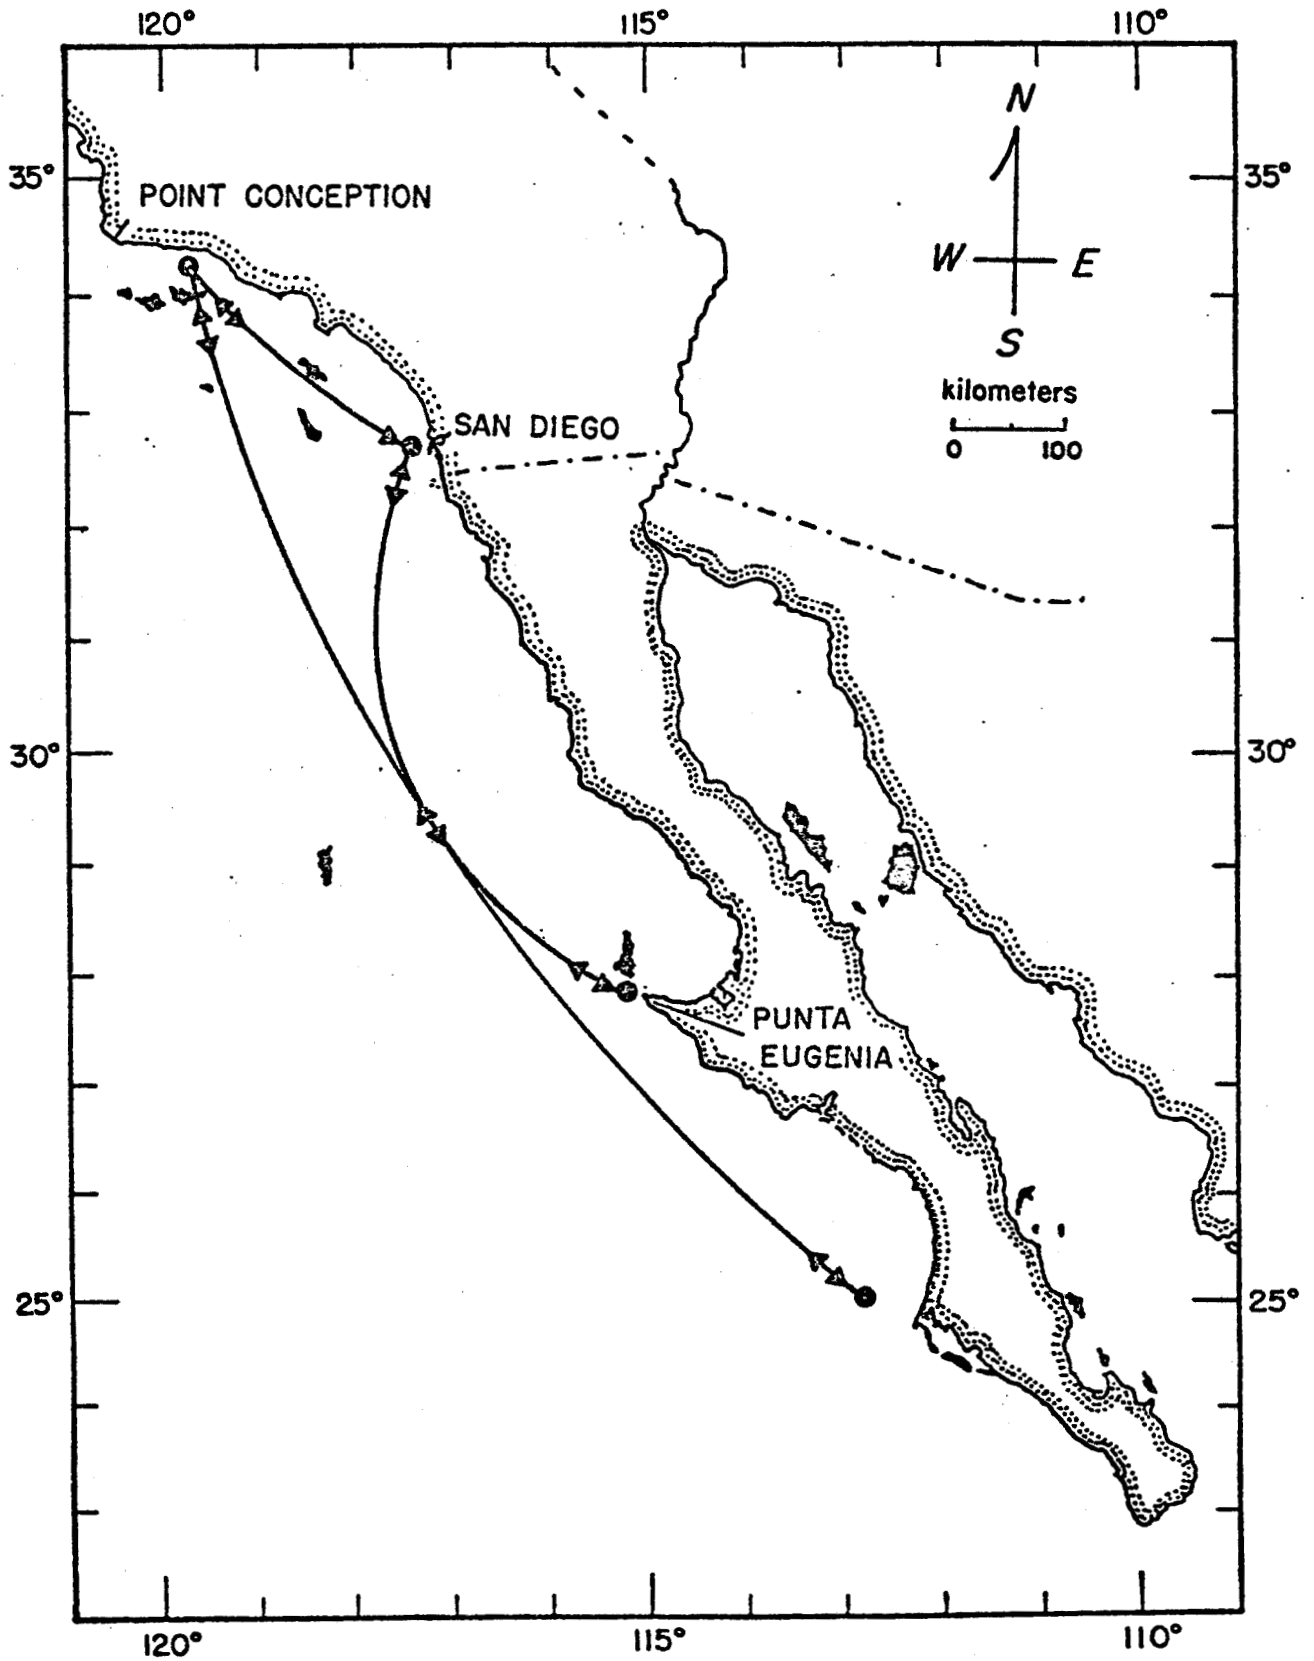 120° 115° 110°
N
35° 35°
POINT CONCEPTION
W E
S
kilometers
0 100
SAN DIEGO
30° 30°
PUNTA
EUGENIA
25° 25°
120° 115° 110°